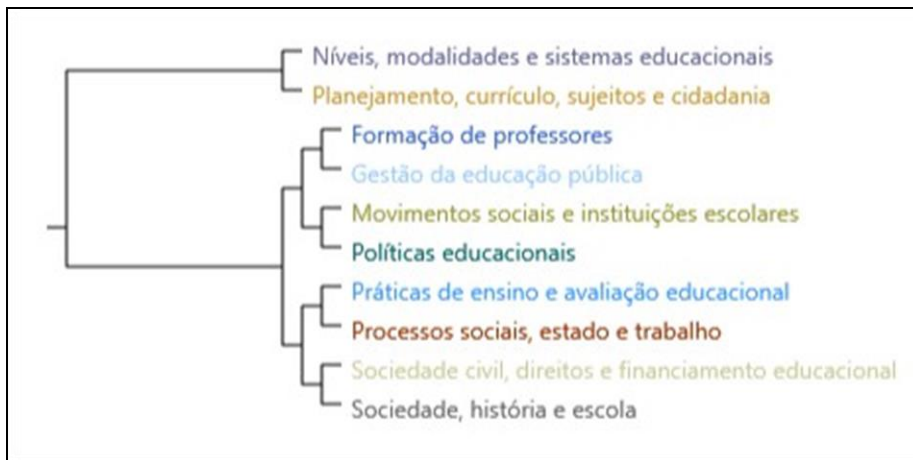 Níveis, modalidades e sistemas educacionais
Planejamento, currículo, sujeitos e cidadania
Formação de professores
Gestão da educação pública
Movimentos sociais e instituições escolares
Políticas educacionais
Práticas de ensino e avaliação educacional
Processos sociais, estado e trabalho
Sociedade civil, direitos e financiamento educacional
Sociedade, história e escola